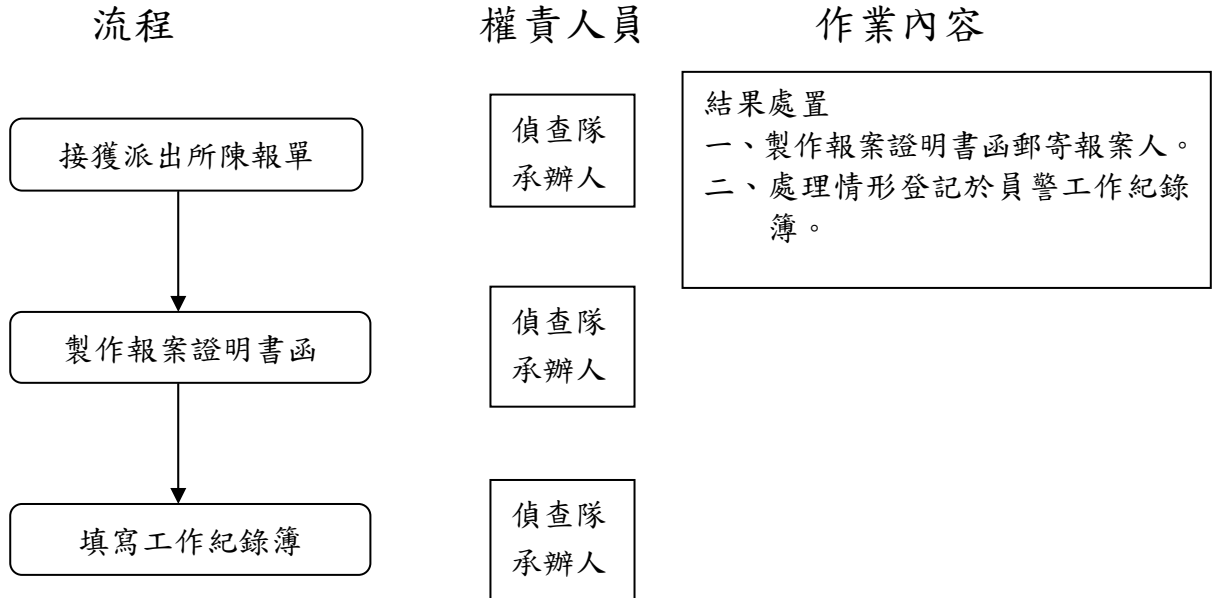 流程 權責人員 作業內容
接獲派出所陳報單
偵查隊
承辦人
結果處置
一、製作報案證明書函郵寄報案人。
二、處理情形登記於員警工作紀錄
簿。
製作報案證明書函
偵查隊
承辦人
填寫工作紀錄簿
偵查隊
承辦人